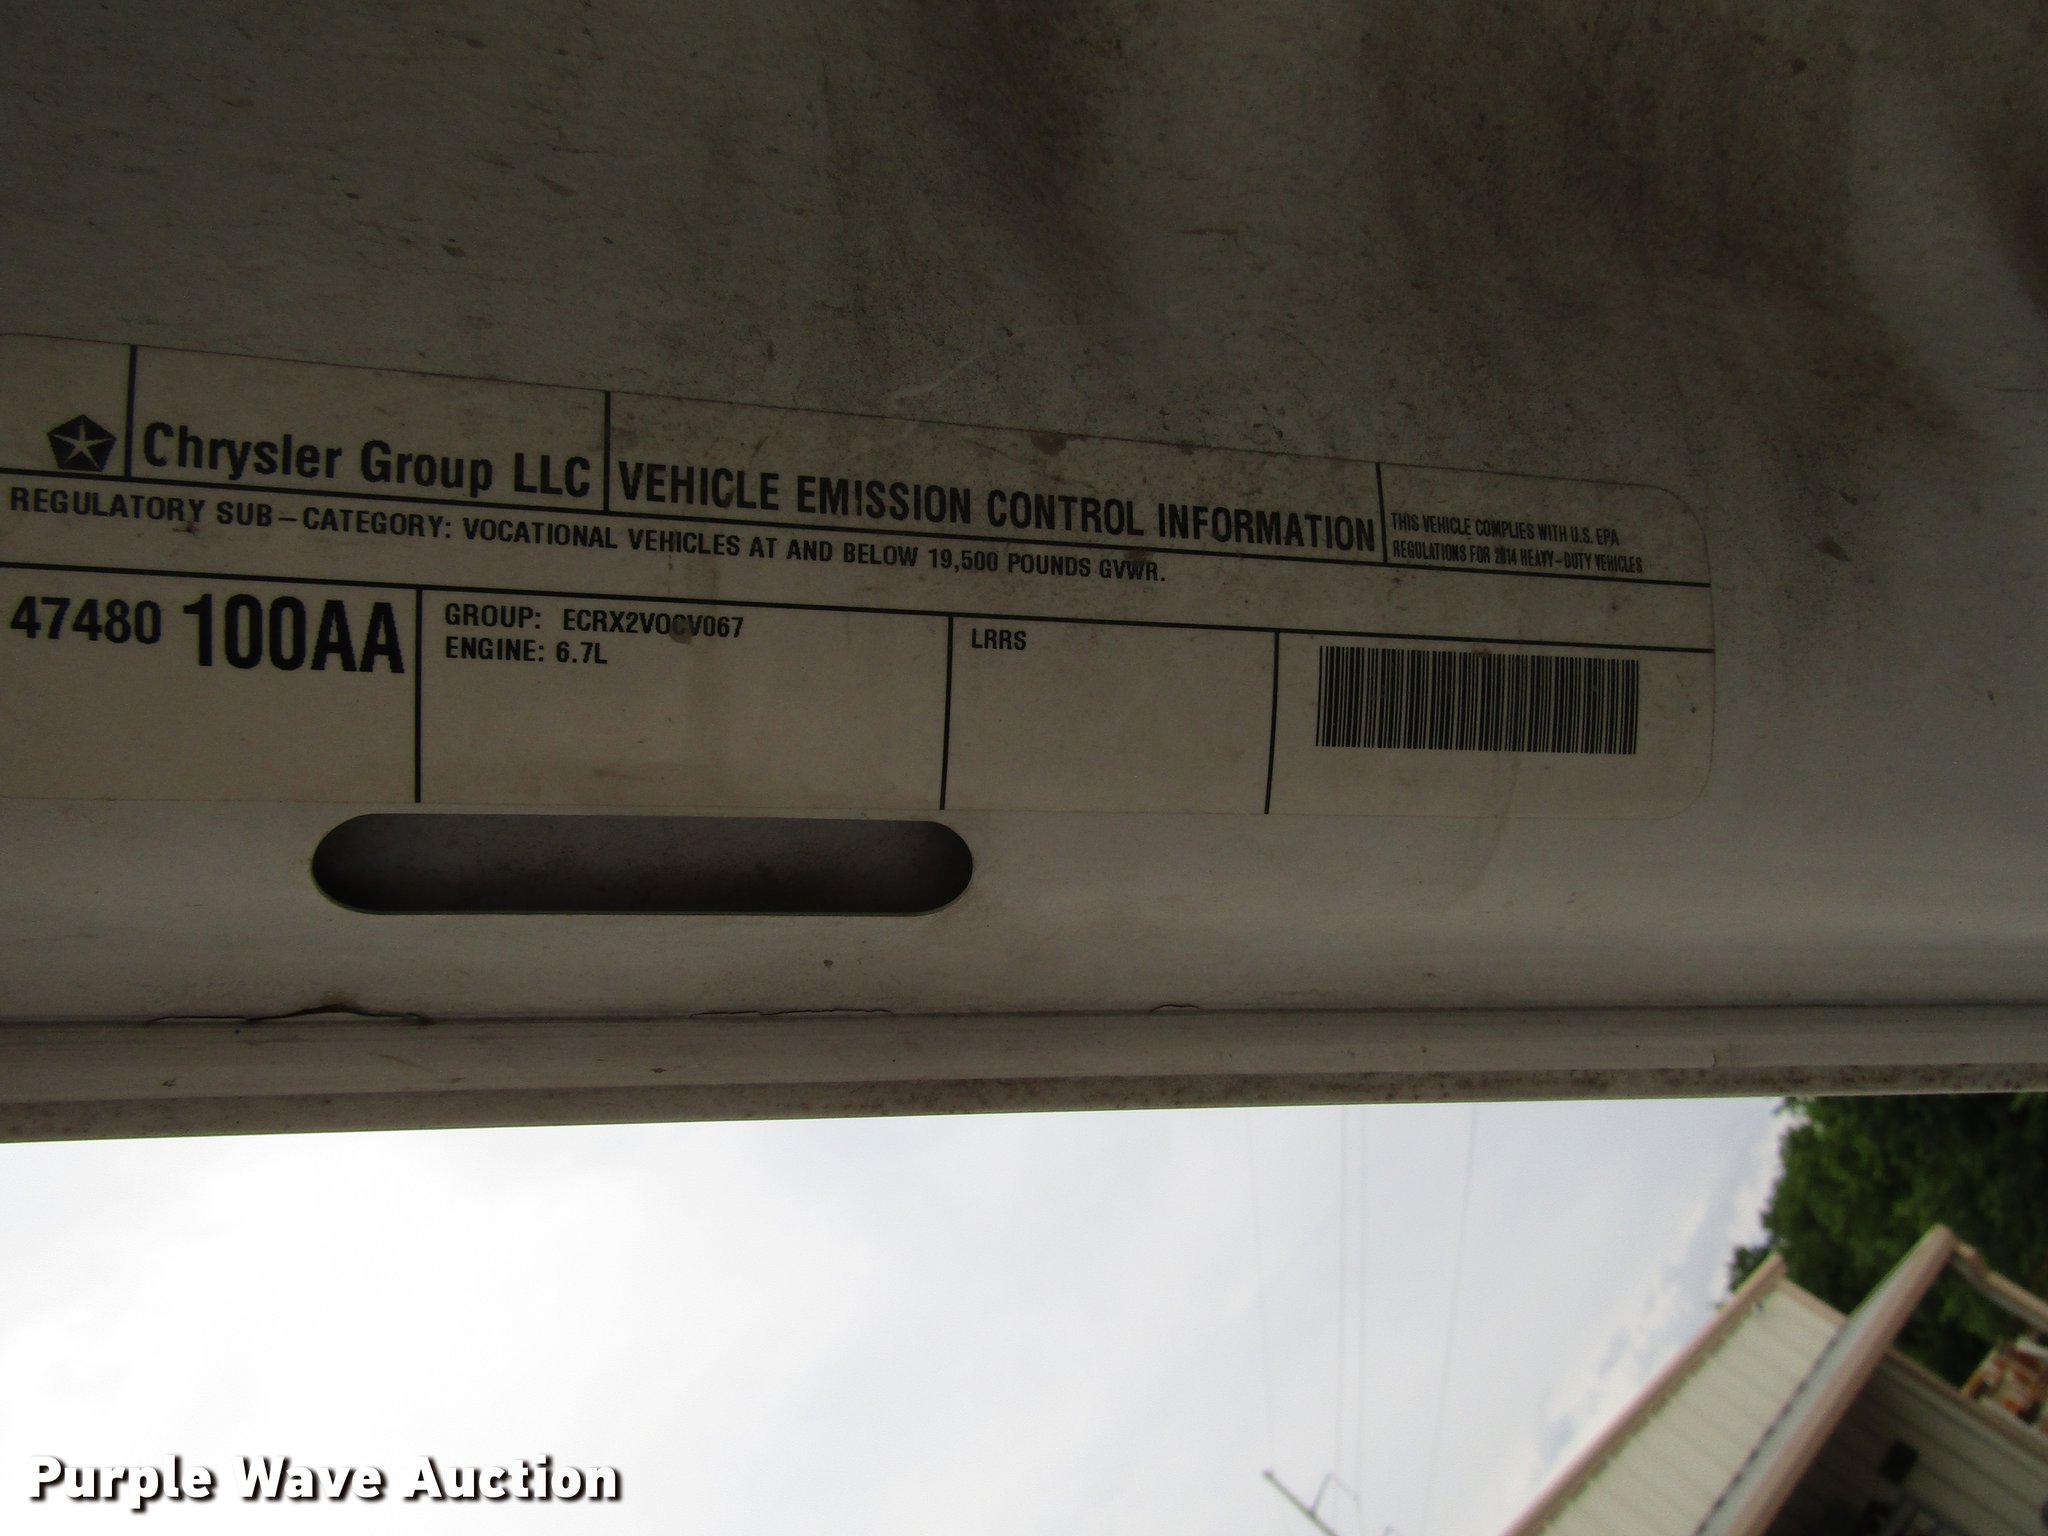 Chrysler Group LLC
VEHICLE EMISSION CONTROL INFORMATION
THIS VEHICLE COMPLIES WITH U.S. EPA
REGULATIONS FOR 2014 HEAVY-DUTY VEHICLES
REGULATORY SUB-CATEGORY: VOCATIONAL VEHICLES AT AND BELOW 19,500 POUNDS GVWR.
47480 100AA
GROUP: ECRX2VOCV067
ENGINE: 6.7L
LRRS
Purple Wave Auction